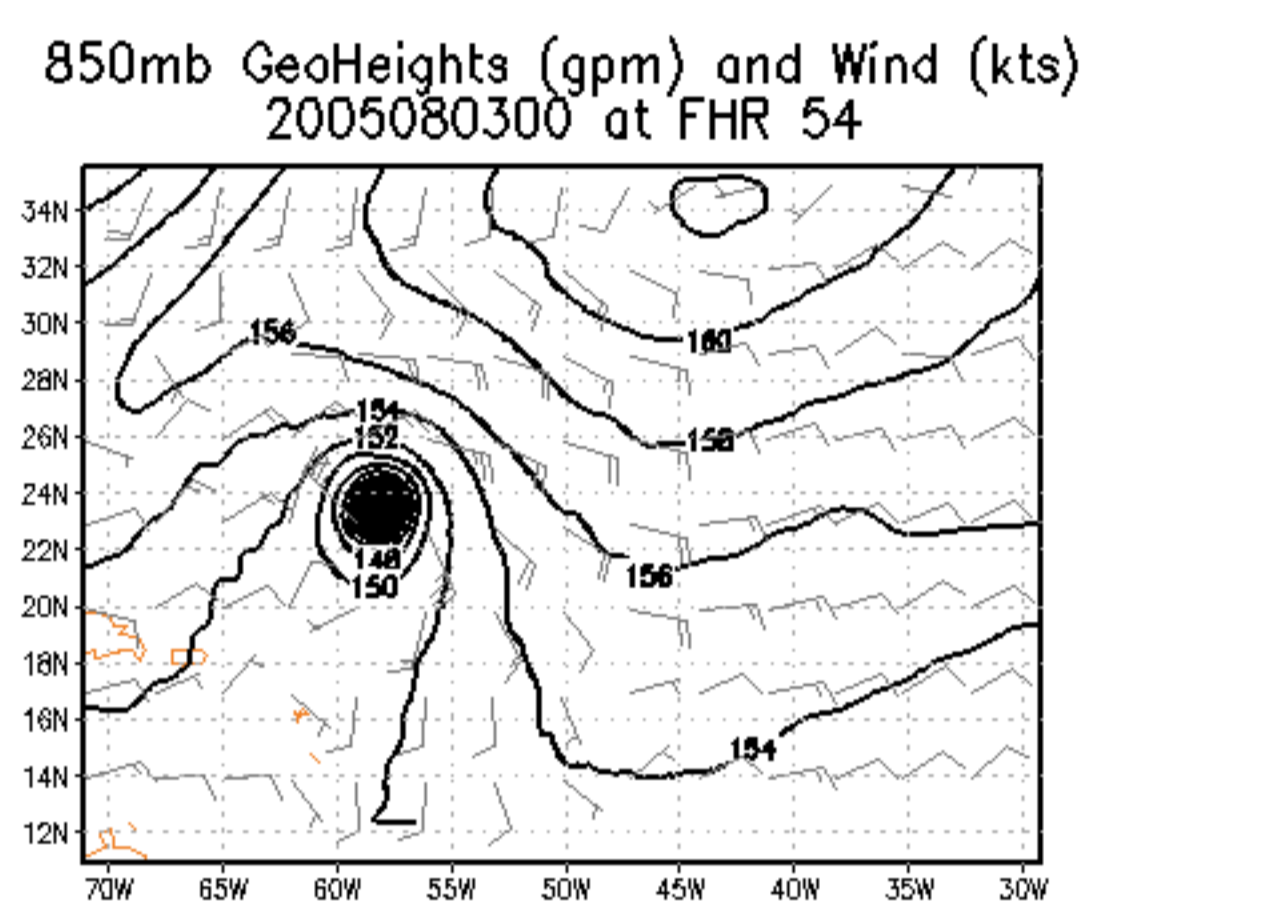 850mb GeoHeights (gpm) and Wind (kts)
2005080300 at FHR 54
34N
32N
30N
28N
26N
24N
22N
20N
18N
16N
14N
12N
156
160
154
158
152
148
150
156
154
70W 65W 60W 55W 50W 45W 40W 35W 30W